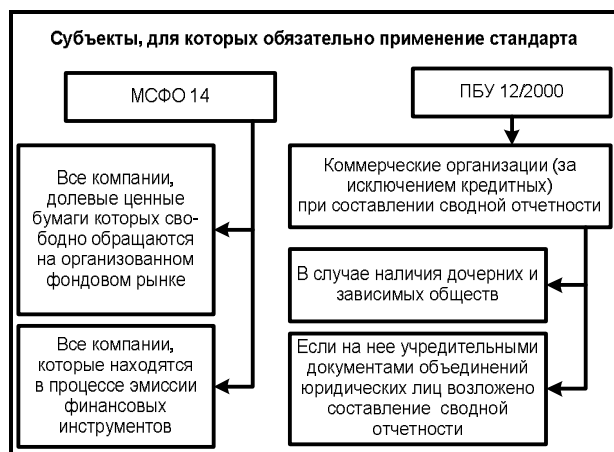 Субъекты, для которых обязательно применение стандарта
МСФО 14
Все компании,
долевые ценные
бумаги которых сво-
бодно обращаются
на организованном
фондовом рынке
Все компании,
которые находятся
в процессе эмиссии
финансовых
инструментов
ПБУ 12/2000
Коммерческие организации (за
исключением кредитных)
при составлении сводной отчетности
В случае наличия дочерних и
зависимых обществ
Если на нее учредительными
документами объединений
юридических лиц возложено
составление сводной
отчетности